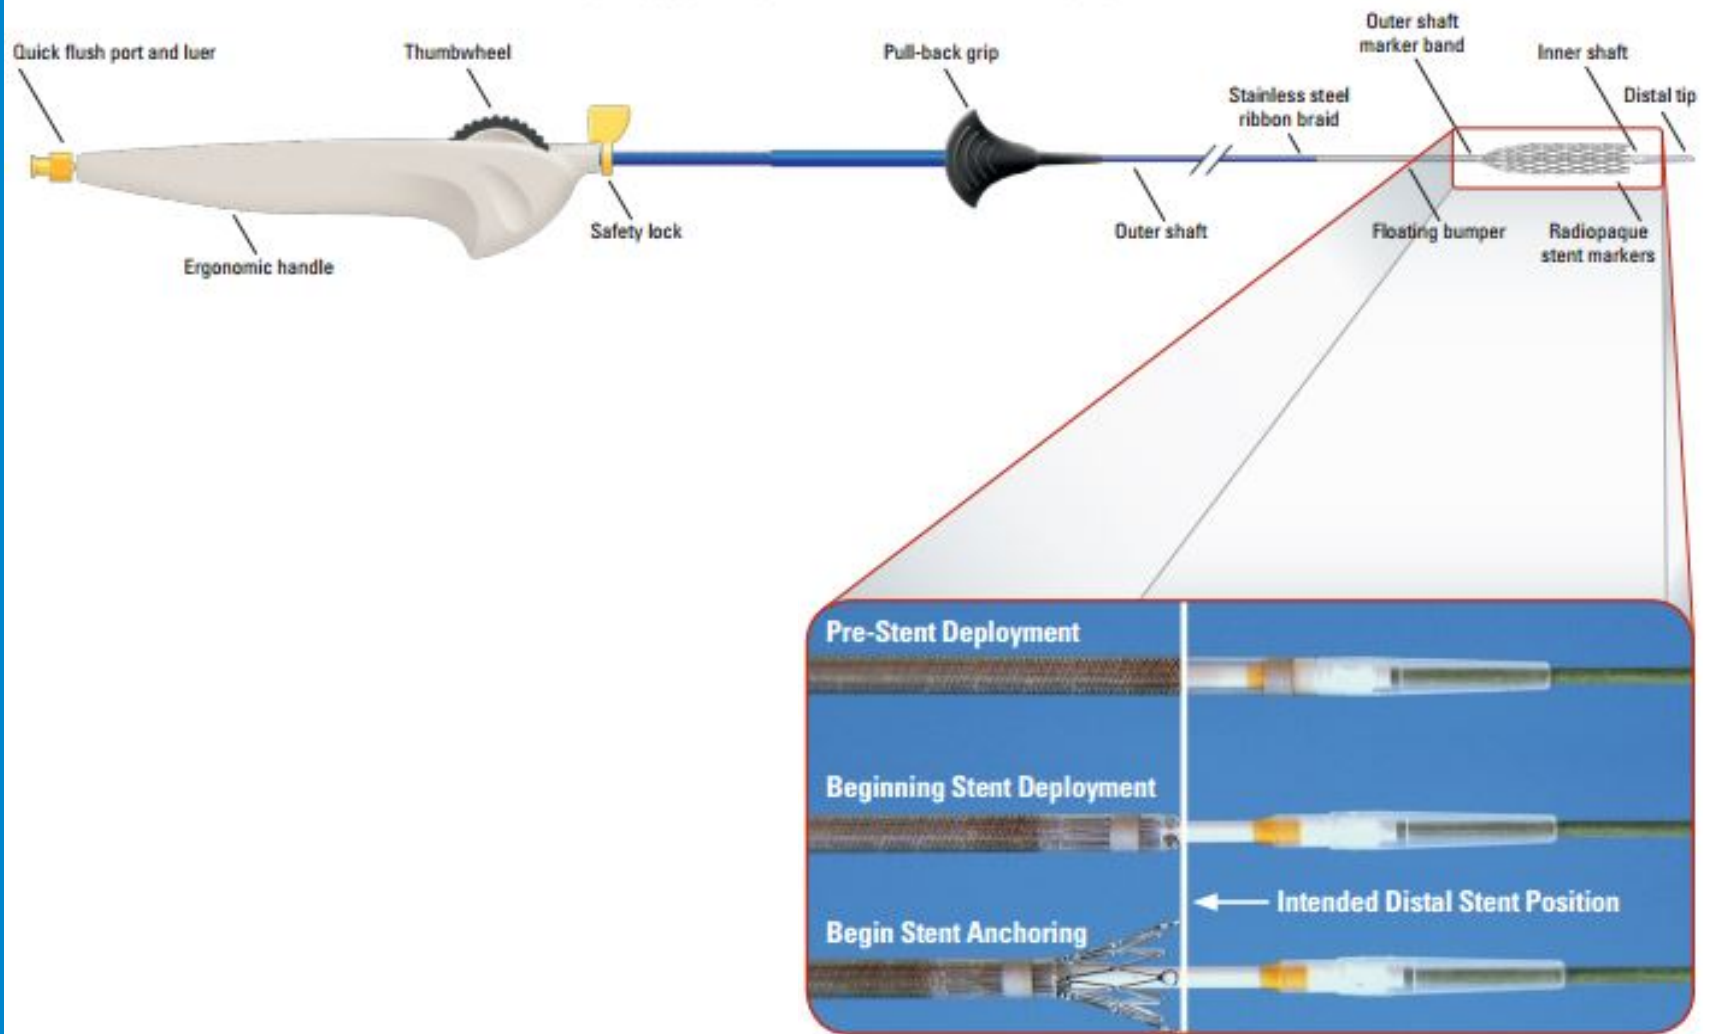 Quick flush port and luer
Thumbwheel
Pull-back grip
Outer shaft
marker band
Inner shaft
Stainless steel
ribbon braid
Distal tip
Safety lock
Outer shaft
Floating bumper
Radiopaque
stent markers
Ergonomic handle
Pre-Stent Deployment
Beginning Stent Deployment
Intended Distal Stent Position
Begin Stent Anchoring